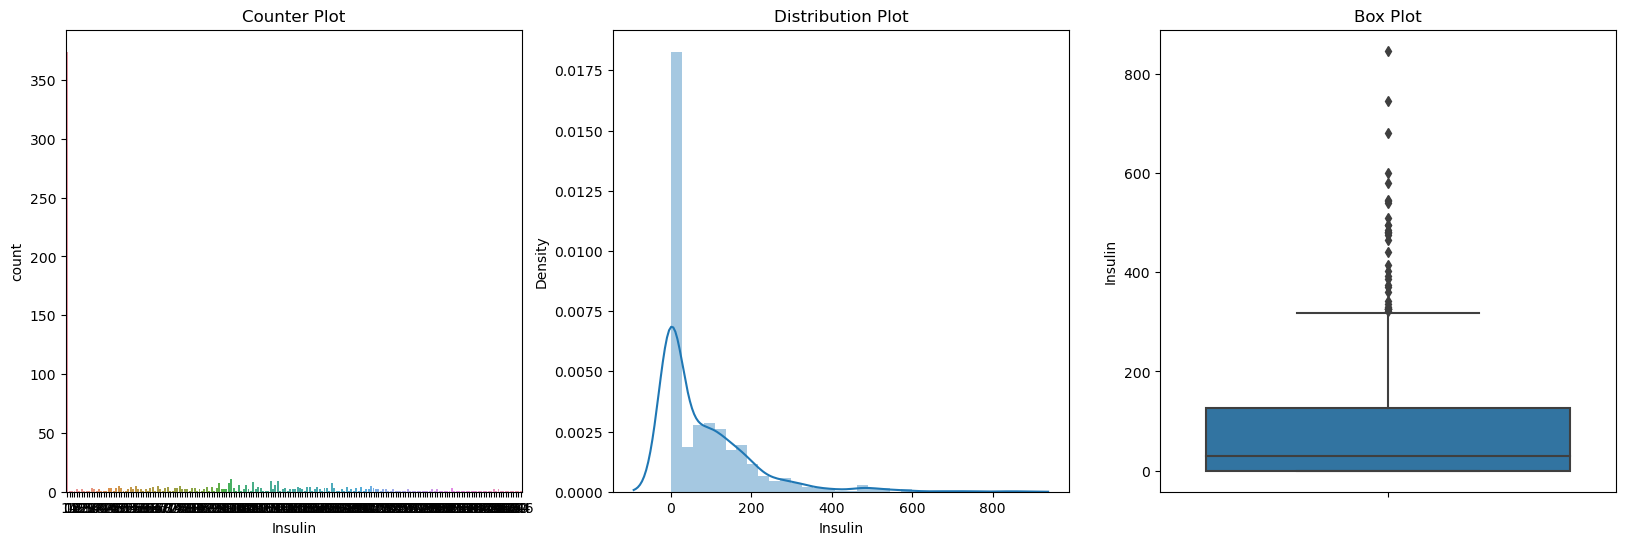 Counter Plot
350
300
250
200
150
100
50
0
count
Insulin
Distribution Plot
0.0175
0.0150
0.0125
0.0100
0.0075
0.0050
0.0025
0.0000
Density
0 200 400 600 800
Insulin
Box Plot
800
600
400
200
0
Insulin